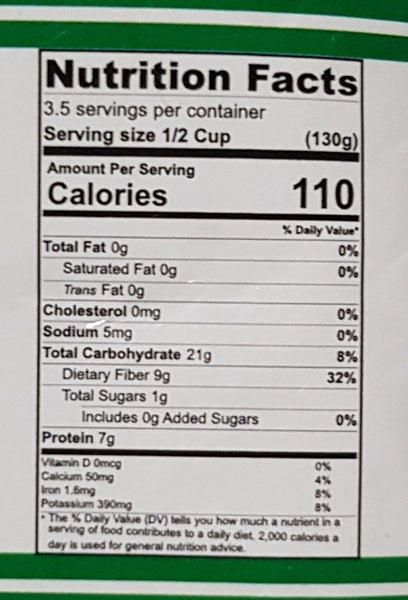 Nutrition Facts
3.5 servings per container
Serving size 1/2 Cup (130g)
Amount Per Serving
Calories 110
% Daily Value*
Total Fat 0g 0%
Saturated Fat 0g 0%
Trans Fat 0g
Cholesterol 0mg 0%
Sodium 5mg 0%
Total Carbohydrate 21g 8%
Dietary Fiber 9g 32%
Total Sugars 1g
Includes 0g Added Sugars 0%
Protein 7g
Vitamin D 0mcg 0%
Calcium 50mg 4%
Iron 1.6mg 8%
Potassium 390mg 8%
* The % Daily Value (DV) tells you how much a nutrient in a
serving of food contributes to a daily diet. 2,000 calories a
day is used for general nutrition advice.